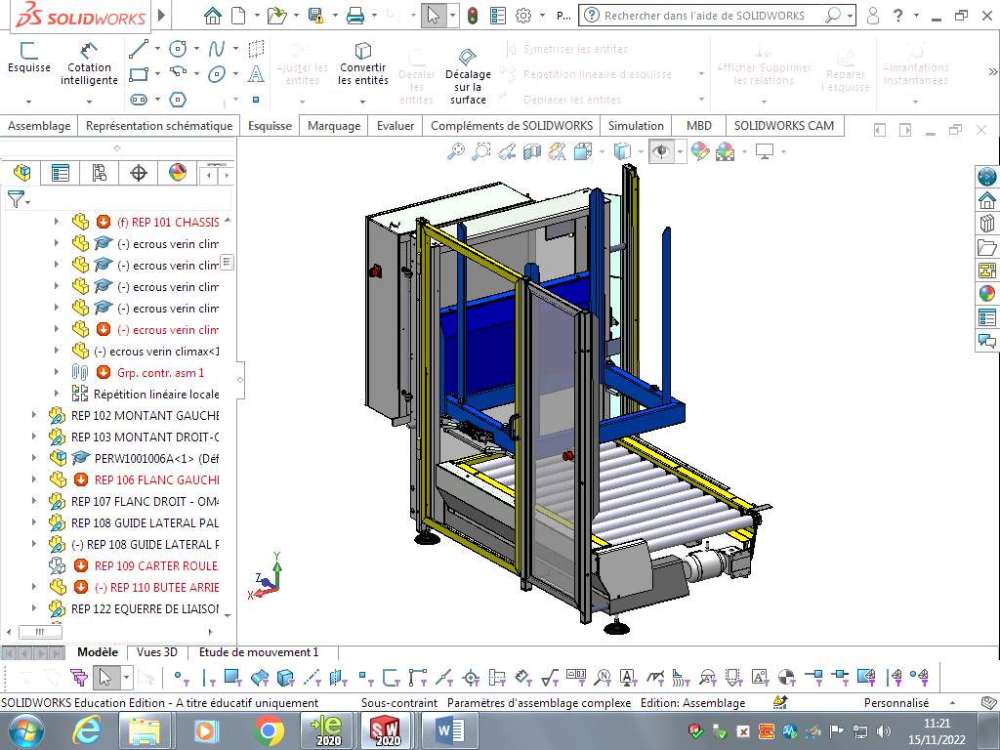 SOLIDWORKS
P...
Rechercher dans l'aide de SOLIDWORKS
Esquisse
Cotation intelligente
Ajuster les entités
Convertir les entités
Décaler les entités
Décalage sur la surface
Symétriser les entités
Répétition linéaire d'esquisse
Déplacer les entités
Afficher/Supprimer les relations
Réparer l'esquisse
Aimantations instantanées
Assemblage
Représentation schématique
Esquisse
Marquage
Evaluer
Compléments de SOLIDWORKS
Simulation
MBD
SOLIDWORKS CAM
(f) REP 101 CHASSIS
(-) ecrous verin clim
(-) ecrous verin clim
(-) ecrous verin clim
(-) ecrous verin clim
(-) ecrous verin clim
(-) ecrous verin climax<1
Grp. contr. asm 1
Répétition linéaire locale
REP 102 MONTANT GAUCHE
REP 103 MONTANT DROIT-O
PERW1001006A<1> (Déf
REP 106 FLANC GAUCHI
REP 107 FLANC DROIT - OM
REP 108 GUIDE LATERAL PAL
(-) REP 108 GUIDE LATERAL P
REP 109 CARTER ROULE
(-) REP 110 BUTEE ARRIE
REP 122 EQUERRE DE LIAISON
Y
Z
X
Modèle
Vues 3D
Etude de mouvement 1
SOLIDWORKS Education Edition - A titre éducatif uniquement
Sous-contraint
Paramètres d'assemblage complexe
Edition: Assemblage
Personnalisé
2020
2020
11:21
15/11/2022